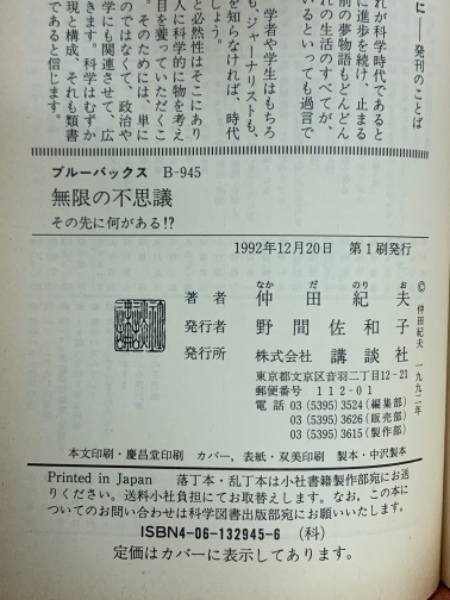 に――発刊のことば
れが科学時代であると
に進歩を続け、止まる
前の夢物語もどんどん
れの生活のすべてが、
いるといっても過言で
学者や学生はもちろ
も、ジャーナリストも、
を知らなければ、時代
しょう。
と必然性はそこにあり
人に科学的に物を考え
目を養っていただくこ
す。そのためには、単に
のではなくて、政治や
学にも関連させて、広
きます。科学はむずか
現と構成、それも類書
であると信じます。
ブルーバックス B-945
無限の不思議
その先に何がある!?
1992年12月20日 第1刷発行
なか だ のり お
著者 仲田紀夫
発行者 野間佐和子
発行所 株式会社 講談社
東京都文京区音羽二丁目12-21
郵便番号 112-01
電話 03 (5395) 3524 (編集部)
03 (5395) 3626 (販売部)
03 (5395) 3615 (製作部)
本文印刷・慶昌堂印刷 カバー, 表紙・双美印刷 製本・中沢製本
© 仲田紀夫 一九九二年
Printed in Japan 落丁本・乱丁本は小社書籍製作部宛にお送
りください。送料小社負担にてお取替えします。なお、この本に
ついてのお問い合わせは科学図書出版部宛にお願いいたします。
ISBN4-06-132945-6 (科)
定価はカバーに表示してあります。